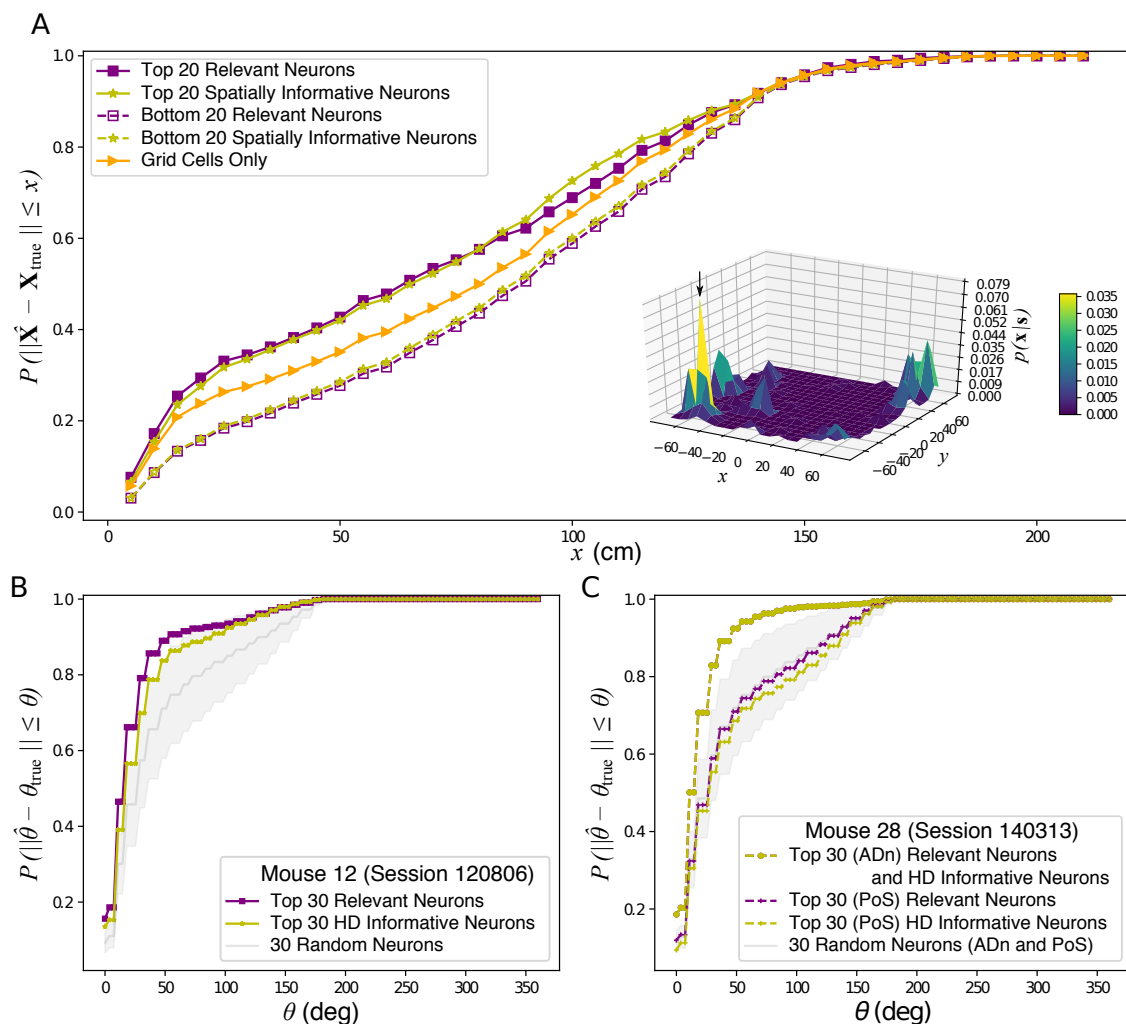 A
1.0
0.8
0.6
0.4
0.2
0.0
P (||X̂ − X_true || ≤ x)
Top 20 Relevant Neurons
Top 20 Spatially Informative Neurons
Bottom 20 Relevant Neurons
Bottom 20 Spatially Informative Neurons
Grid Cells Only
0.079
0.070
0.061
0.052
0.044
0.035
0.026
0.017
0.009
0.000
p(x|s)
−60 −40 −20 0 20 40 60
x
−60 −40 −20 0 20 40 60
y
0.035
0.030
0.025
0.020
0.015
0.010
0.005
0.000
0 50 100 150 200
x (cm)
B
1.0
0.8
0.6
0.4
0.2
P (||θ̂ − θ_true || ≤ θ)
Mouse 12 (Session 120806)
Top 30 Relevant Neurons
Top 30 HD Informative Neurons
30 Random Neurons
0 50 100 150 200 250 300 350
θ (deg)
C
1.0
0.8
0.6
0.4
0.2
P (||θ̂ − θ_true || ≤ θ)
Mouse 28 (Session 140313)
Top 30 (ADn) Relevant Neurons
and HD Informative Neurons
Top 30 (PoS) Relevant Neurons
Top 30 (PoS) HD Informative Neurons
30 Random Neurons (ADn and PoS)
0 50 100 150 200 250 300 350
θ (deg)